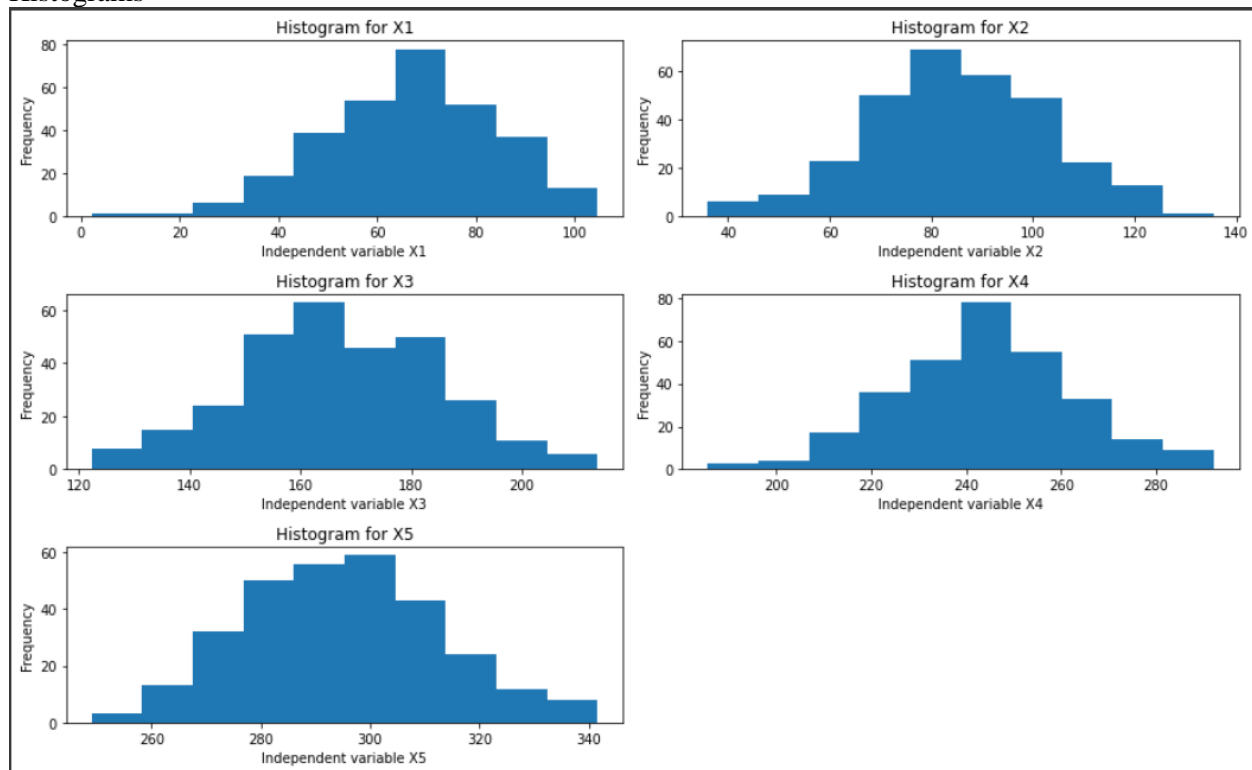 Histograms
Histogram for X1
80
60
40
20
0
Frequency
0 20 40 60 80 100
Independent variable X1
Histogram for X2
60
40
20
0
Frequency
40 60 80 100 120 140
Independent variable X2
Histogram for X3
60
40
20
0
Frequency
120 140 160 180 200
Independent variable X3
Histogram for X4
80
60
40
20
0
Frequency
200 220 240 260 280
Independent variable X4
Histogram for X5
60
40
20
0
Frequency
260 280 300 320 340
Independent variable X5